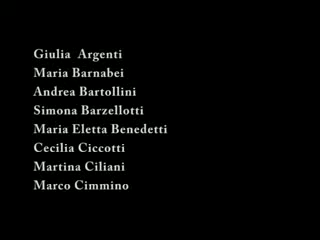 Giulia Argenti
Maria Barnabei
Andrea Bartollini
Simona Barzellotti
Maria Eletta Benedetti
Cecilia Ciccotti
Martina Ciliani
Marco Cimmino